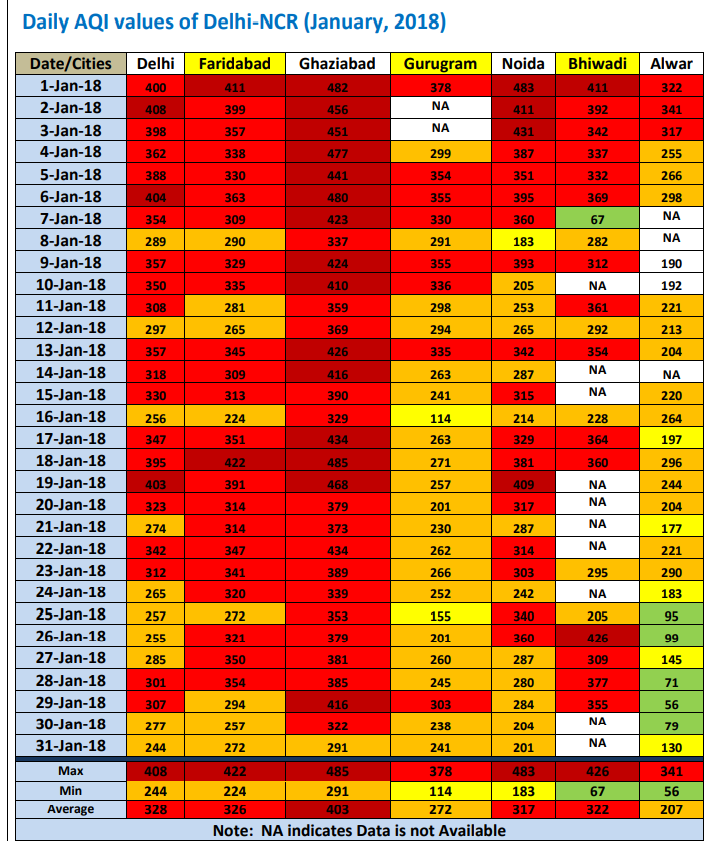 Daily AQI values of Delhi-NCR (January, 2018)
Date/Cities Delhi Faridabad Ghaziabad Gurugram Noida Bhiwadi Alwar
1-Jan-18 400 411 482 378 483 411 322
2-Jan-18 408 399 456 NA 411 392 341
3-Jan-18 398 357 451 NA 431 342 317
4-Jan-18 362 338 477 299 387 337 255
5-Jan-18 388 330 441 354 351 332 266
6-Jan-18 404 363 480 355 395 369 298
7-Jan-18 354 309 423 330 360 67 NA
8-Jan-18 289 290 337 291 183 282 NA
9-Jan-18 357 329 424 355 393 312 190
10-Jan-18 350 335 410 336 205 NA 192
11-Jan-18 308 281 359 298 253 361 221
12-Jan-18 297 265 369 294 265 292 213
13-Jan-18 357 345 426 335 342 354 204
14-Jan-18 318 309 416 263 287 NA NA
15-Jan-18 330 313 390 241 315 NA 220
16-Jan-18 256 224 329 114 214 228 264
17-Jan-18 347 351 434 263 329 364 197
18-Jan-18 395 422 485 271 381 360 296
19-Jan-18 403 391 468 257 409 NA 244
20-Jan-18 323 314 379 201 317 NA 204
21-Jan-18 274 314 373 230 287 NA 177
22-Jan-18 342 347 434 262 314 NA 221
23-Jan-18 312 341 389 266 303 295 290
24-Jan-18 265 320 339 252 242 NA 183
25-Jan-18 257 272 353 155 340 205 95
26-Jan-18 255 321 379 201 360 426 99
27-Jan-18 285 350 381 260 287 309 145
28-Jan-18 301 354 385 245 280 377 71
29-Jan-18 307 294 416 303 284 355 56
30-Jan-18 277 257 322 238 204 NA 79
31-Jan-18 244 272 291 241 201 NA 130
Max 408 422 485 378 483 426 341
Min 244 224 291 114 183 67 56
Average 328 326 403 272 317 322 207
Note: NA indicates Data is not Available